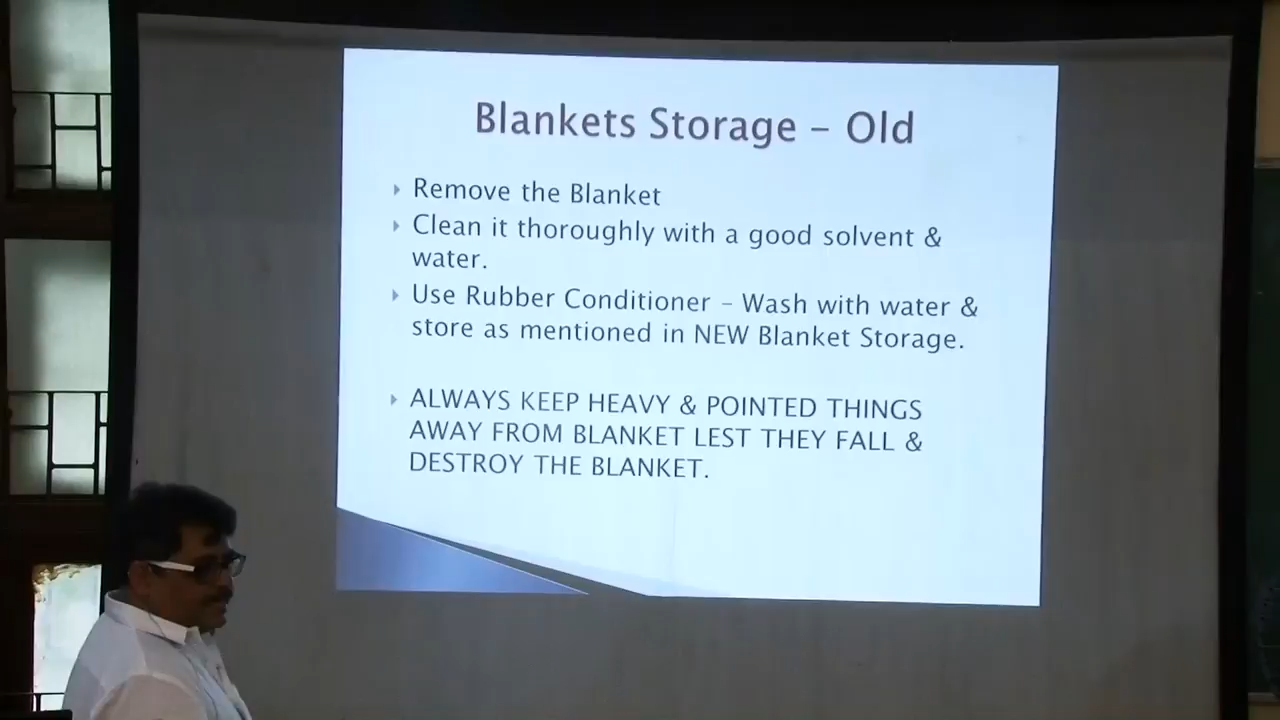 Blankets Storage – Old
Remove the Blanket
Clean it thoroughly with a good solvent &
water.
Use Rubber Conditioner – Wash with water &
store as mentioned in NEW Blanket Storage.
ALWAYS KEEP HEAVY & POINTED THINGS
AWAY FROM BLANKET LEST THEY FALL &
DESTROY THE BLANKET.